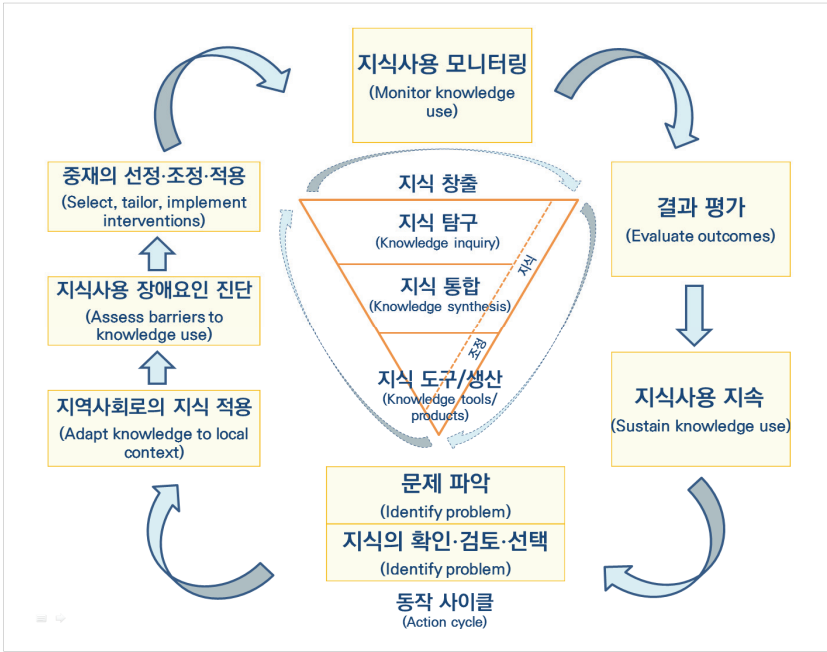 지식사용 모니터링
(Monitor knowledge
use)
중재의 선정·조정·적용
(Select, tailor, implement
interventions)
지식 창출
결과 평가
(Evaluate outcomes)
지식 탐구
(Knowledge inquiry)
지식
지식사용 장애요인 진단
(Assess barriers to
knowledge use)
지식 통합
(Knowledge synthesis)
조정
지역사회로의 지식 적용
(Adapt knowledge to local
context)
지식 도구/생산
(Knowledge tools/
products)
지식사용 지속
(Sustain knowledge use)
문제 파악
(Identify problem)
지식의 확인·검토·선택
(Identify problem)
동작 사이클
(Action cycle)